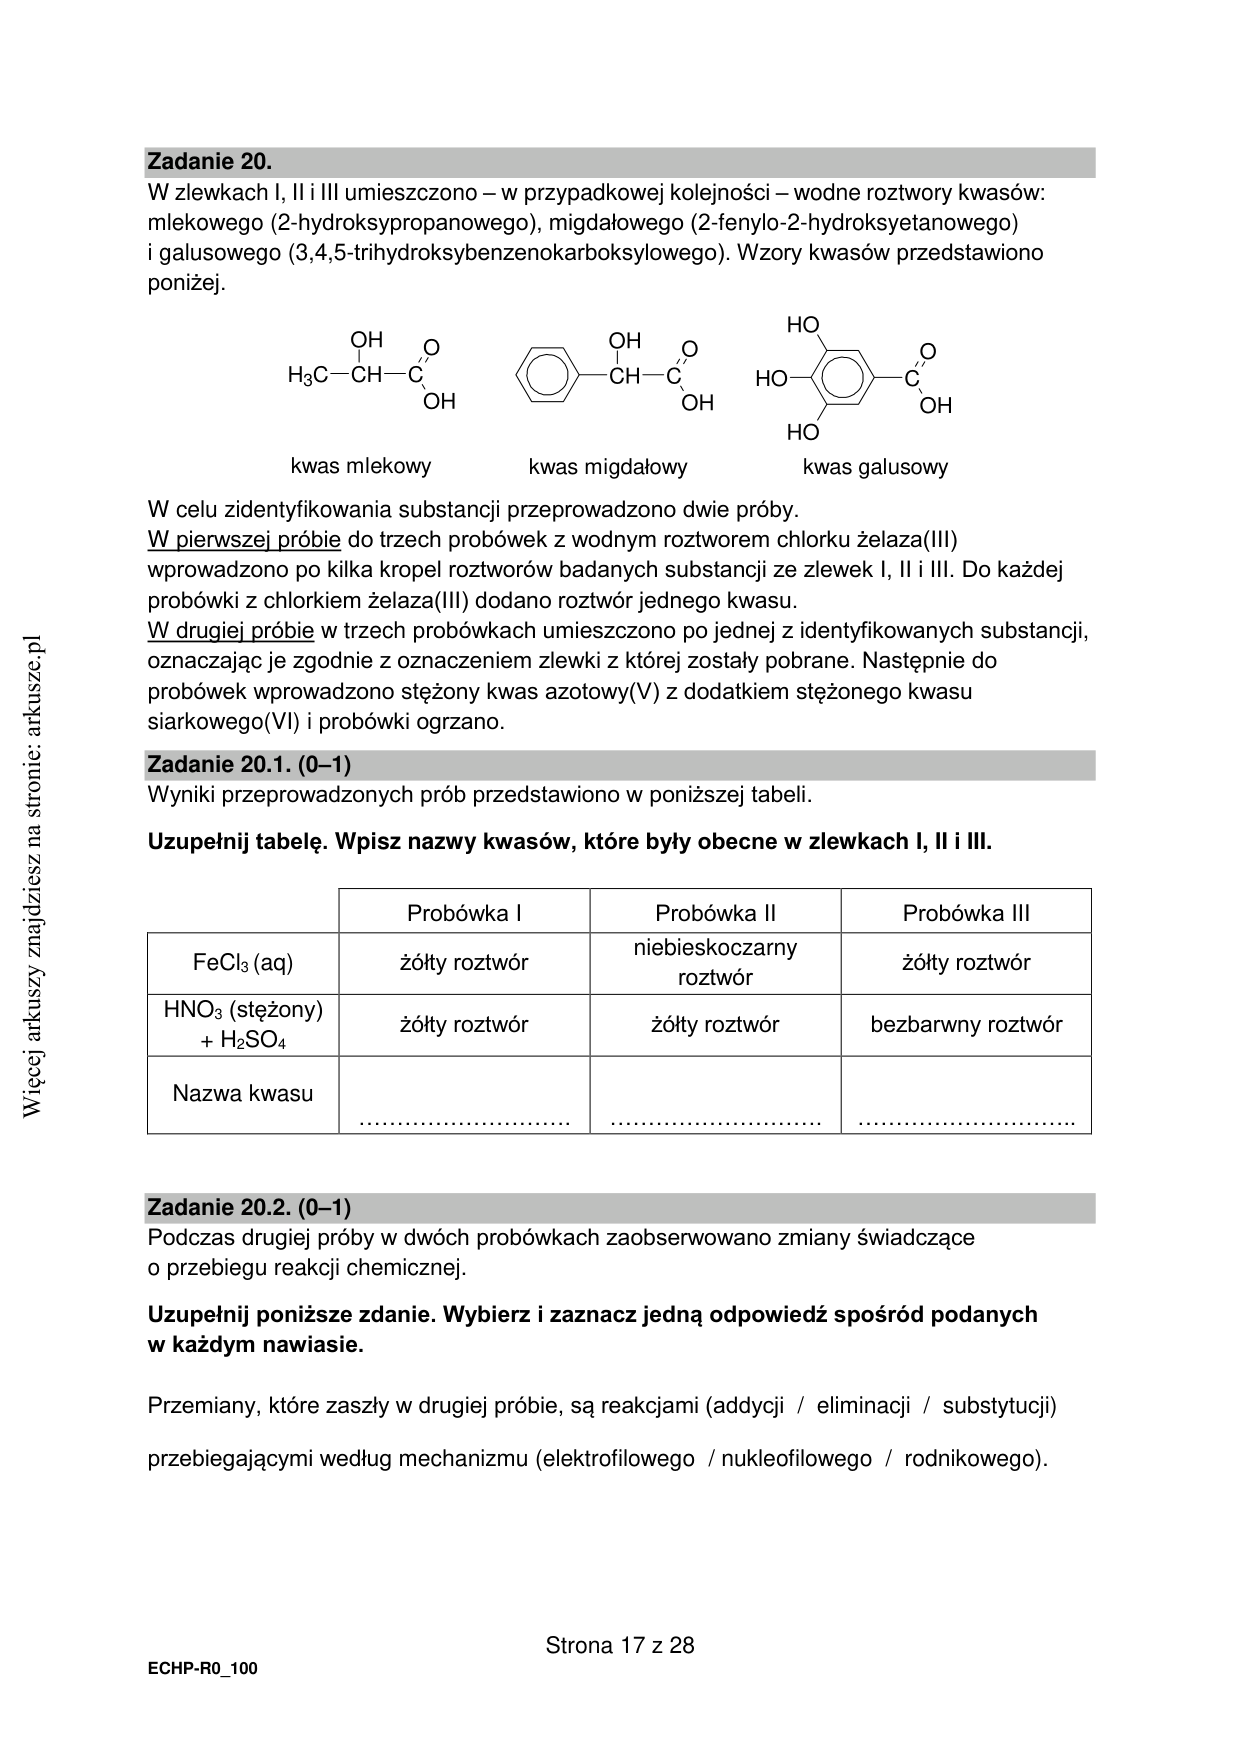 Zadanie 20.
W zlewkach I, II i III umieszczono – w przypadkowej kolejności – wodne roztwory kwasów:
mlekowego (2-hydroksypropanowego), migdałowego (2-fenylo-2-hydroksyetanowego)
i galusowego (3,4,5-trihydroksybenzenokarboksylowego). Wzory kwasów przedstawiono
poniżej.
OH
O
H₃C CH C
OH
OH
O
CH C
OH
HO
HO
HO
O
C
OH
kwas mlekowy kwas migdałowy kwas galusowy
W celu zidentyfikowania substancji przeprowadzono dwie próby.
W pierwszej próbie do trzech probówek z wodnym roztworem chlorku żelaza(III)
wprowadzono po kilka kropel roztworów badanych substancji ze zlewek I, II i III. Do każdej
probówki z chlorkiem żelaza(III) dodano roztwór jednego kwasu.
W drugiej próbie w trzech probówkach umieszczono po jednej z identyfikowanych substancji,
oznaczając je zgodnie z oznaczeniem zlewki z której zostały pobrane. Następnie do
probówek wprowadzono stężony kwas azotowy(V) z dodatkiem stężonego kwasu
siarkowego(VI) i probówki ogrzano.
Zadanie 20.1. (0–1)
Wyniki przeprowadzonych prób przedstawiono w poniższej tabeli.
Uzupełnij tabelę. Wpisz nazwy kwasów, które były obecne w zlewkach I, II i III.
Probówka I Probówka II Probówka III
FeCl₃ (aq) żółty roztwór niebieskoczarny roztwór żółty roztwór
HNO₃ (stężony) + H₂SO₄ żółty roztwór żółty roztwór bezbarwny roztwór
Nazwa kwasu ………………………. ………………………. ………………………..
Zadanie 20.2. (0–1)
Podczas drugiej próby w dwóch probówkach zaobserwowano zmiany świadczące
o przebiegu reakcji chemicznej.
Uzupełnij poniższe zdanie. Wybierz i zaznacz jedną odpowiedź spośród podanych
w każdym nawiasie.
Przemiany, które zaszły w drugiej próbie, są reakcjami (addycji / eliminacji / substytucji)
przebiegającymi według mechanizmu (elektrofilowego / nukleofilowego / rodnikowego).
Strona 17 z 28
ECHP-R0_100
Więcej arkuszy znajdziesz na stronie: arkusze.pl